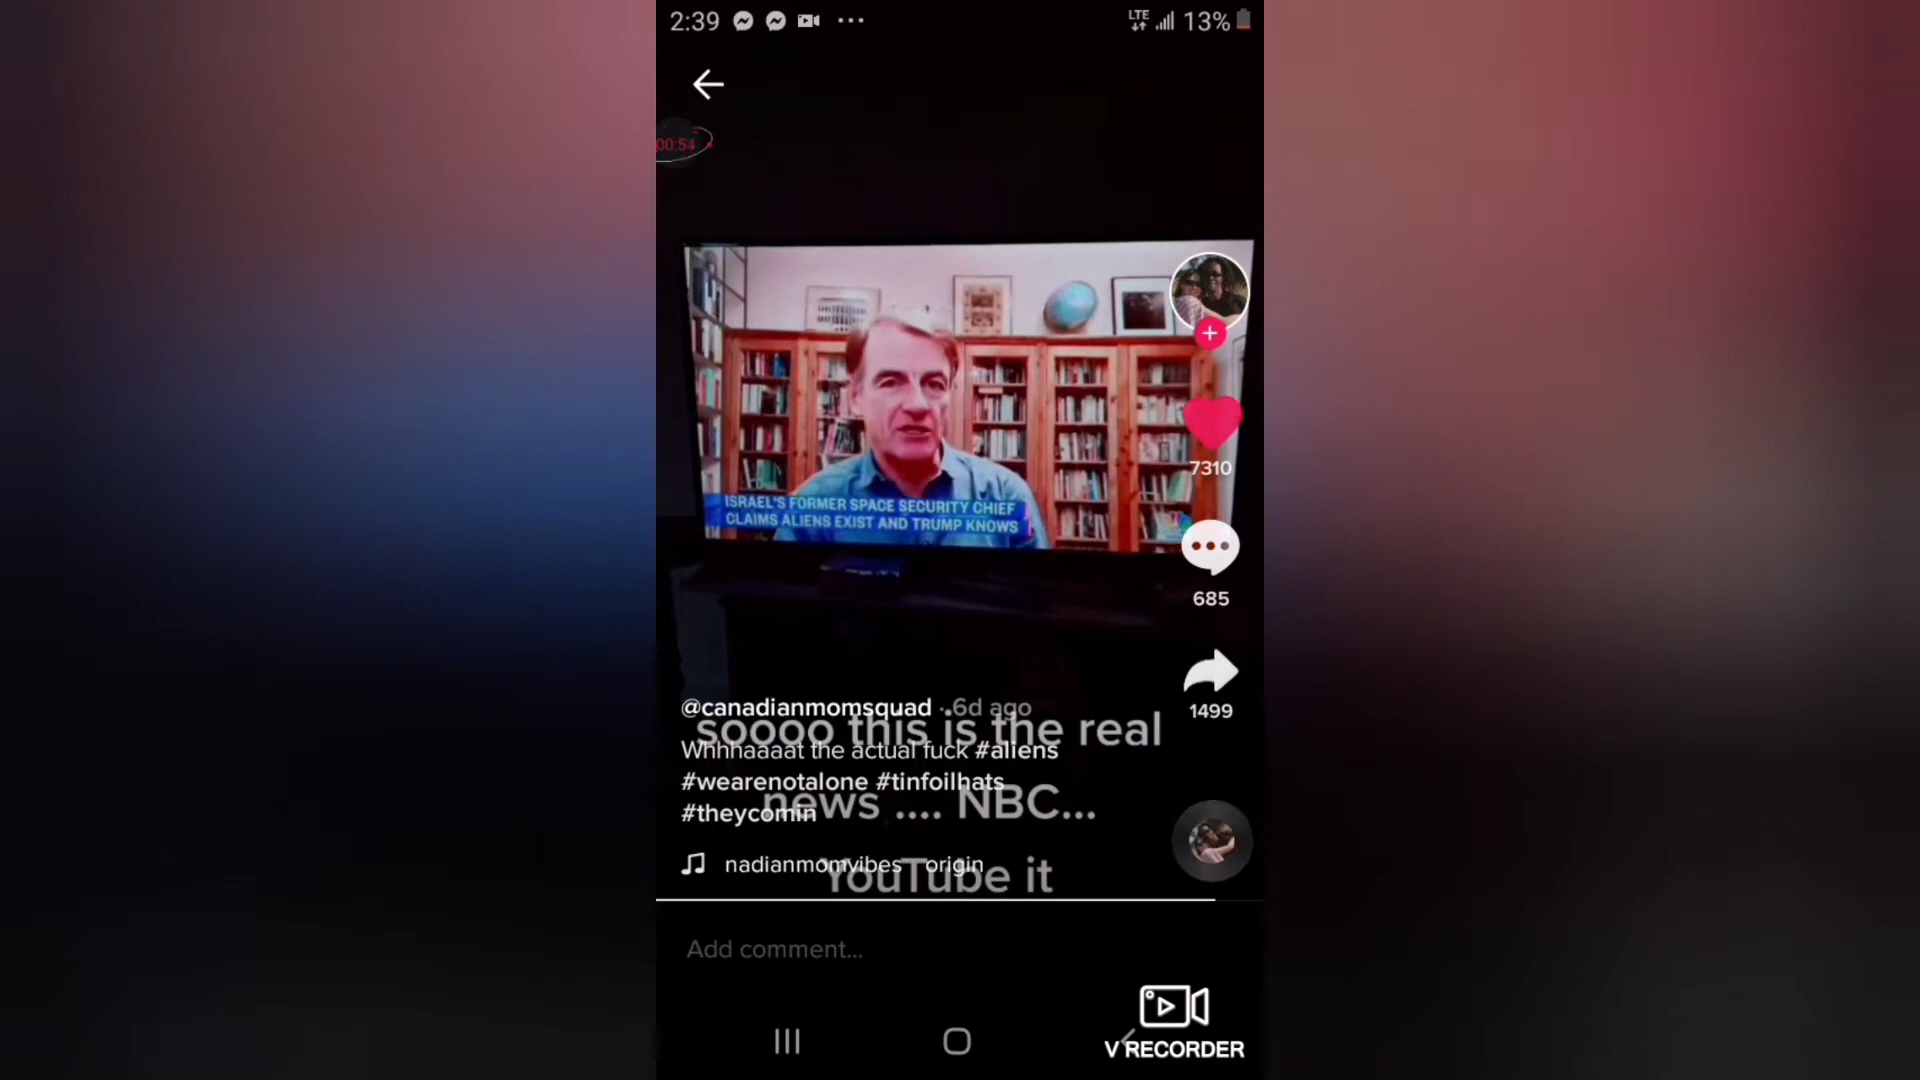 2:39
LTE
13%
00:54
ISRAEL'S FORMER SPACE SECURITY CHIEF
CLAIMS ALIENS EXIST AND TRUMP KNOWS
7310
685
1499
@canadianmomsquad · 6d ago
soooo this is the real
Whhhaaaat the actual fuck #aliens
#wearenotalone #tinfoilhats
news .... NBC...
#theycomin
nadianmomvibes origin
YouTube it
Add comment...
V RECORDER